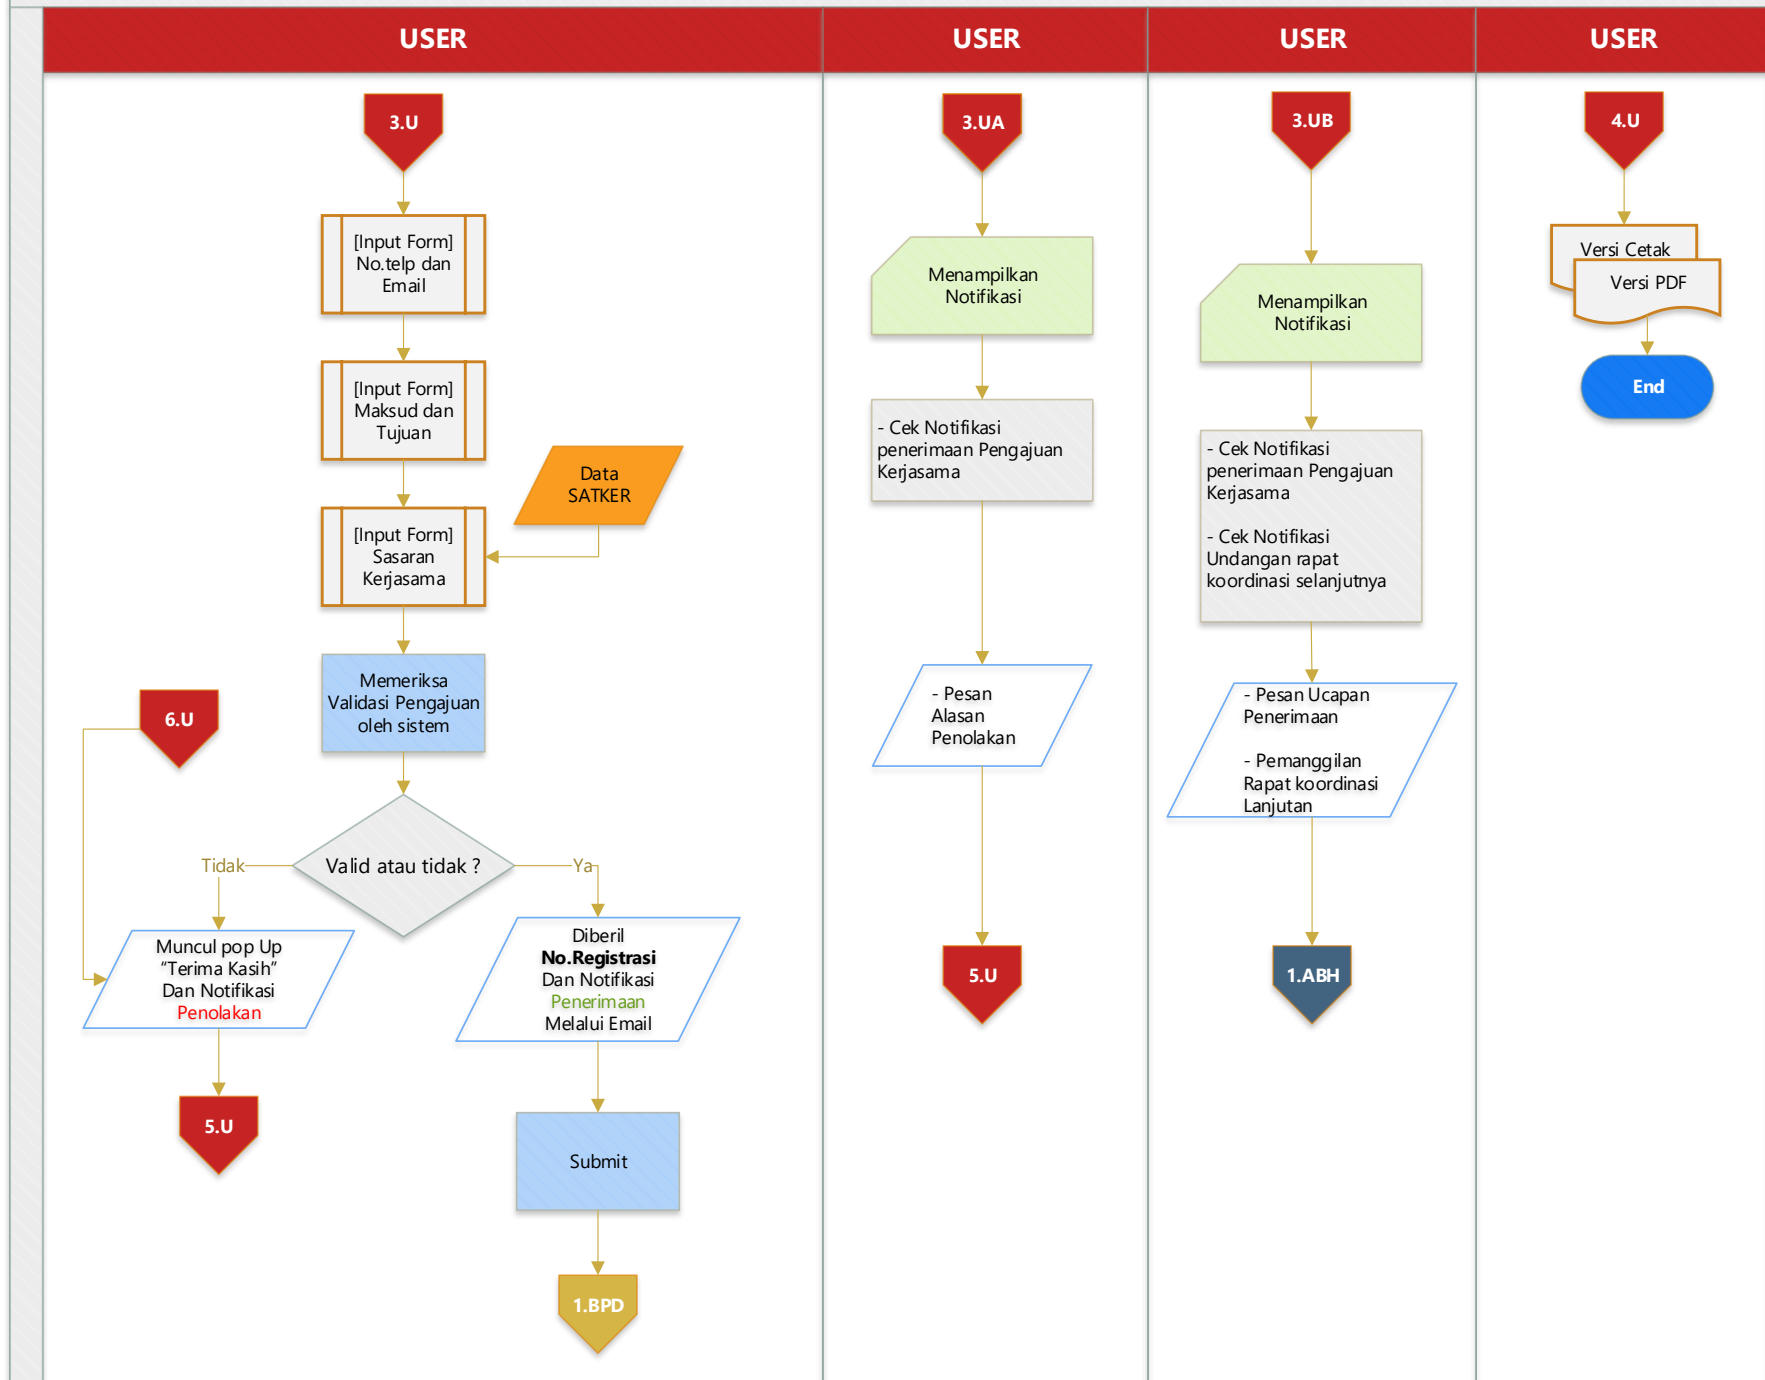 USER
3.U
[Input Form]
No.telp dan
Email
[Input Form]
Maksud dan
Tujuan
Data
SATKER
[Input Form]
Sasaran
Kerjasama
Memeriksa
Validasi Pengajuan
oleh sistem
6.U
Valid atau tidak ?
Tidak
Ya
Muncul pop Up
“Terima Kasih”
Dan Notifikasi
Penolakan
5.U
Diberil
No.Registrasi
Dan Notifikasi
Penerimaan
Melalui Email
Submit
1.BPD
USER
3.UA
Menampilkan
Notifikasi
- Cek Notifikasi
penerimaan Pengajuan
Kerjasama
- Pesan
Alasan
Penolakan
5.U
USER
3.UB
Menampilkan
Notifikasi
- Cek Notifikasi
penerimaan Pengajuan
Kerjasama
- Cek Notifikasi
Undangan rapat
koordinasi selanjutnya
- Pesan Ucapan
Penerimaan
- Pemanggilan
Rapat koordinasi
Lanjutan
1.ABH
USER
4.U
Versi Cetak
Versi PDF
End